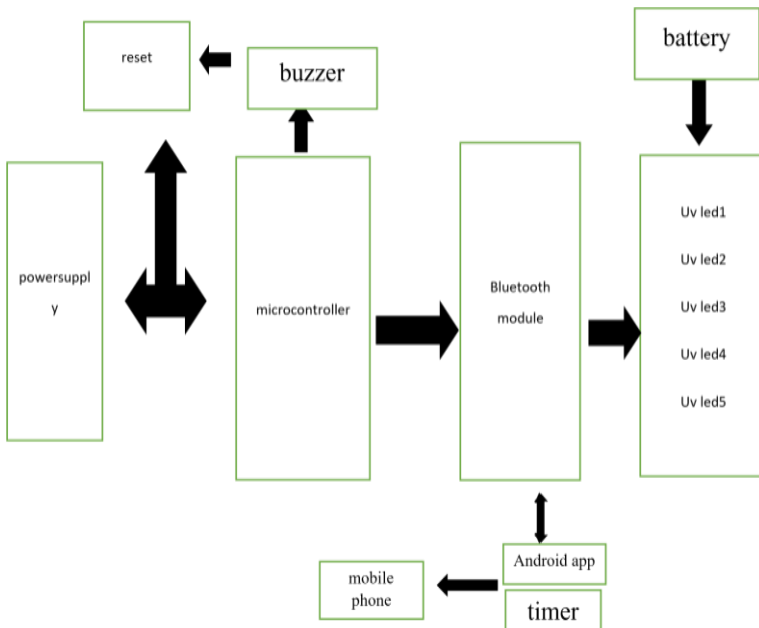 reset
buzzer
battery
powersuppl
y
microcontroller
Bluetooth
module
Uv led1
Uv led2
Uv led3
Uv led4
Uv led5
Android app
mobile
phone
timer